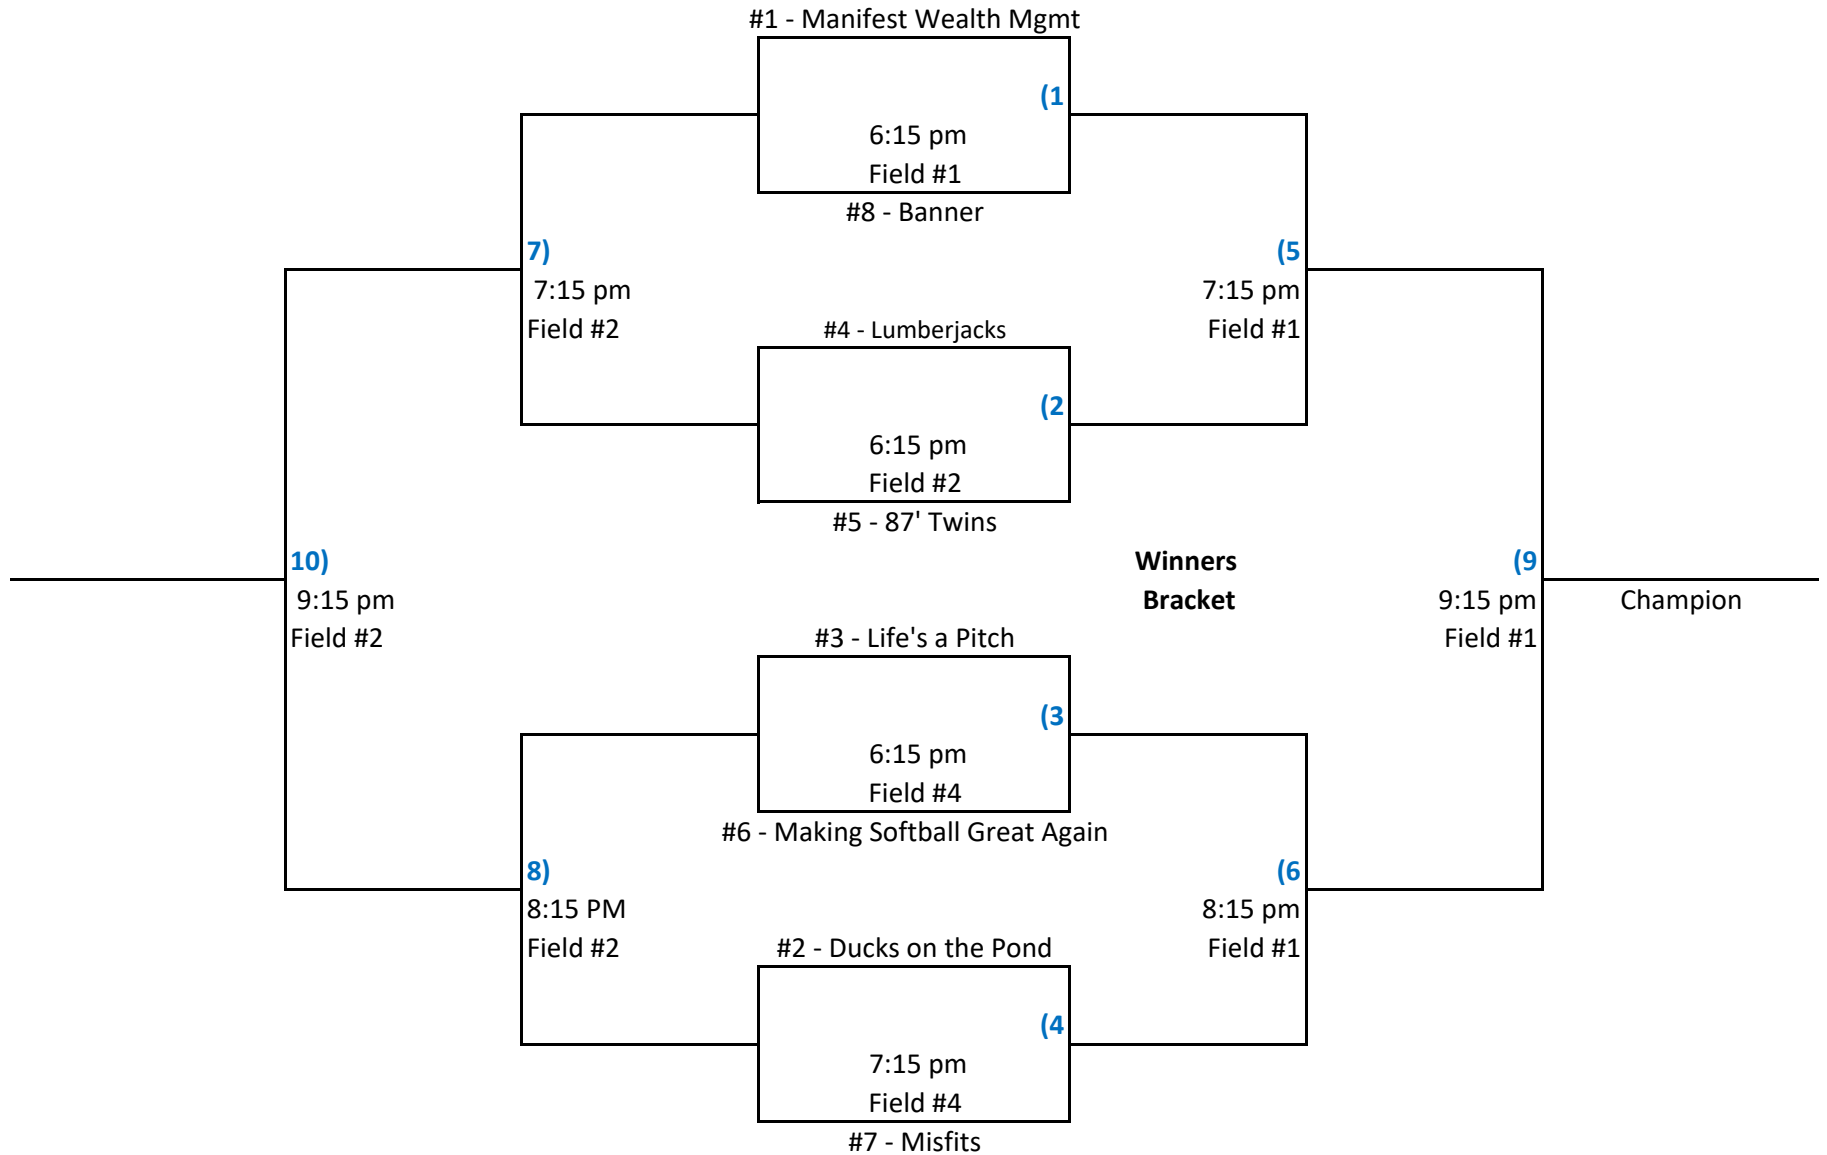 #1 - Manifest Wealth Mgmt
(1
6:15 pm
Field #1
#8 - Banner
7)
7:15 pm
Field #2
(5
7:15 pm
Field #1
#4 - Lumberjacks
(2
6:15 pm
Field #2
#5 - 87' Twins
10)
9:15 pm
Field #2
Winners
Bracket
(9
9:15 pm
Field #1
Champion
#3 - Life's a Pitch
(3
6:15 pm
Field #4
#6 - Making Softball Great Again
8)
8:15 PM
Field #2
(6
8:15 pm
Field #1
#2 - Ducks on the Pond
(4
7:15 pm
Field #4
#7 - Misfits